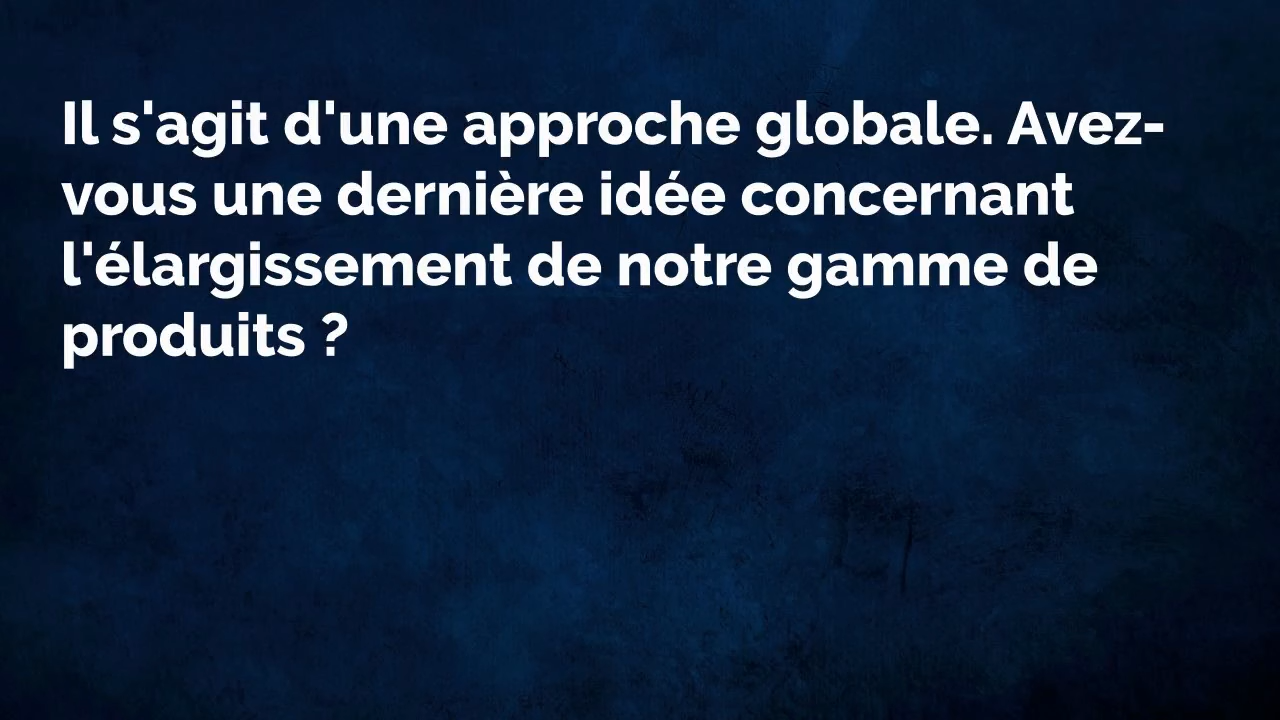 Il s'agit d'une approche globale. Avez-
vous une dernière idée concernant
l'élargissement de notre gamme de
produits ?